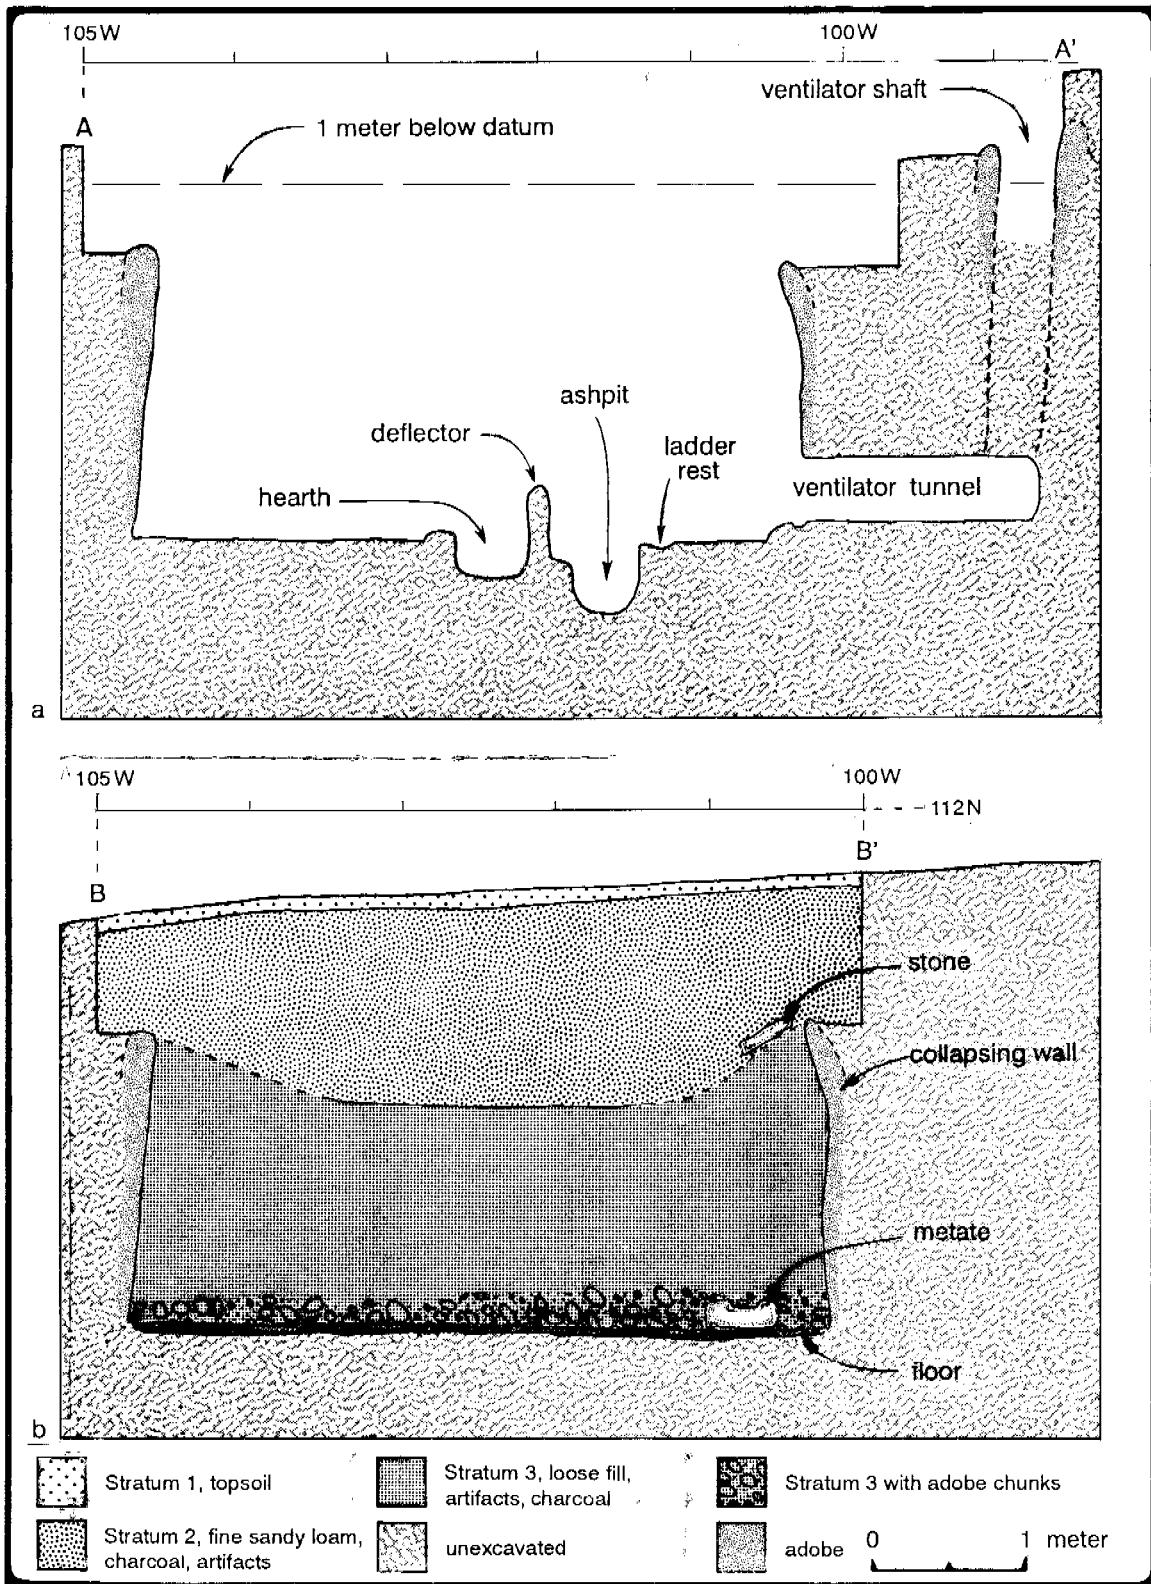 105W
100W
A'
ventilator shaft
A
1 meter below datum
ashpit
deflector
ladder
rest
hearth
ventilator tunnel
a
105W
100W
112N
B'
B
stone
collapsing wall
metate
floor
b
Stratum 1, topsoil
Stratum 3, loose fill,
artifacts, charcoal
Stratum 3 with adobe chunks
Stratum 2, fine sandy loam,
charcoal, artifacts
unexcavated
adobe
0 1 meter